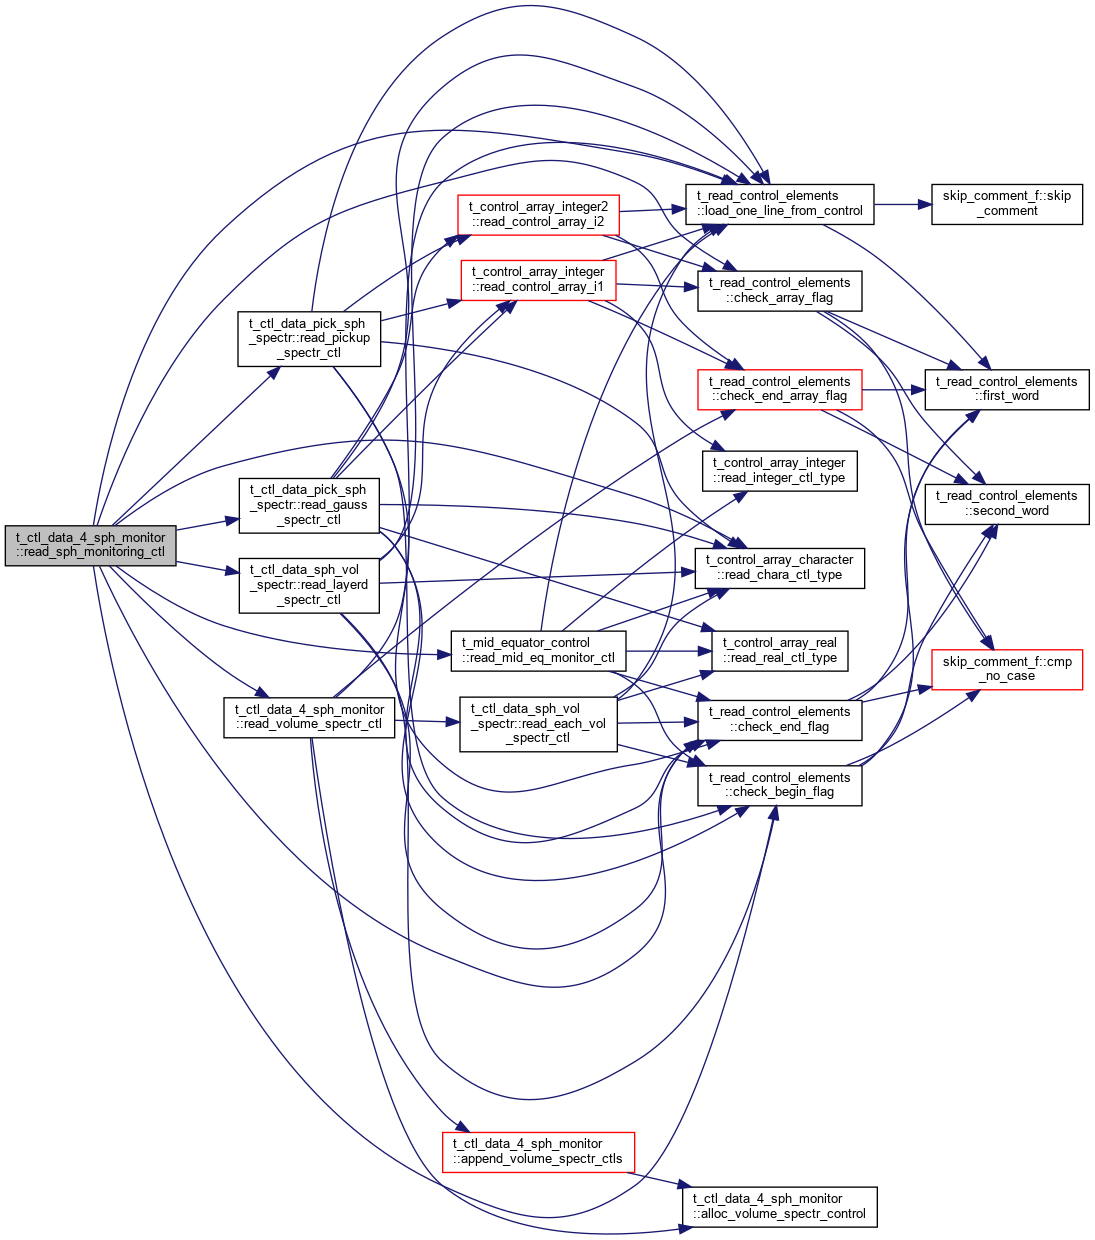 t_ctl_data_4_sph_monitor
::read_sph_monitoring_ctl
t_ctl_data_pick_sph
_spectr::read_pickup
_spectr_ctl
t_ctl_data_pick_sph
_spectr::read_gauss
_spectr_ctl
t_ctl_data_sph_vol
_spectr::read_layerd
_spectr_ctl
t_ctl_data_4_sph_monitor
::read_volume_spectr_ctl
t_control_array_integer2
::read_control_array_i2
t_control_array_integer
::read_control_array_i1
t_mid_equator_control
::read_mid_eq_monitor_ctl
t_ctl_data_sph_vol
_spectr::read_each_vol
_spectr_ctl
t_ctl_data_4_sph_monitor
::append_volume_spectr_ctls
t_read_control_elements
::load_one_line_from_control
t_read_control_elements
::check_array_flag
t_read_control_elements
::check_end_array_flag
t_control_array_integer
::read_integer_ctl_type
t_control_array_character
::read_chara_ctl_type
t_control_array_real
::read_real_ctl_type
t_read_control_elements
::check_end_flag
t_read_control_elements
::check_begin_flag
t_ctl_data_4_sph_monitor
::alloc_volume_spectr_control
skip_comment_f::skip
_comment
t_read_control_elements
::first_word
t_read_control_elements
::second_word
skip_comment_f::cmp
_no_case